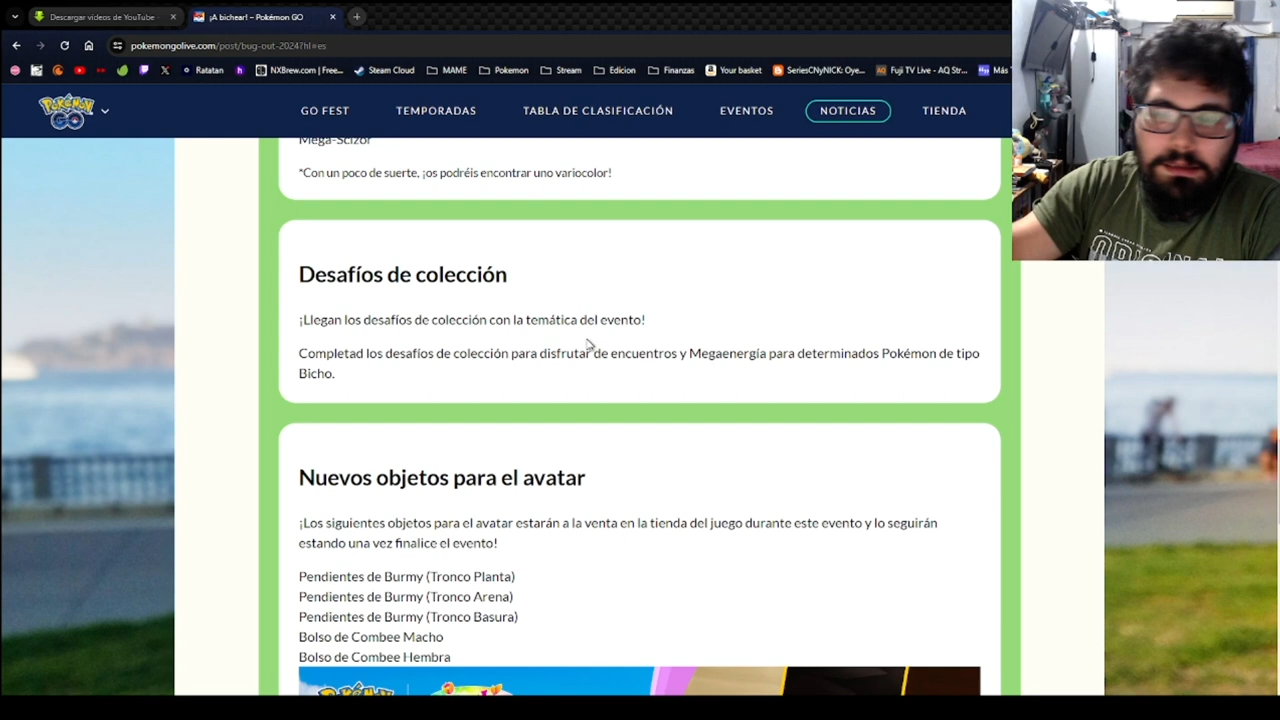 Descargar vídeos de YouTube -
¡A bichear! – Pokémon GO
pokemongolive.com/post/bug-out-2024?hl=es
Ratatan
NXBrew.com | Free...
Steam Cloud
MAME
Pokemon
Stream
Edicion
Finanzas
Your basket
SeriesCNyNICK: Oye...
Fuji TV Live - AQ Str...
Más
POKÉMON GO
GO FEST
TEMPORADAS
TABLA DE CLASIFICACIÓN
EVENTOS
NOTICIAS
TIENDA
Mega-Scizor
*Con un poco de suerte, ¡os podréis encontrar uno variocolor!
Desafíos de colección
¡Llegan los desafíos de colección con la temática del evento!
Completad los desafíos de colección para disfrutar de encuentros y Megaenergía para determinados Pokémon de tipo
Bicho.
Nuevos objetos para el avatar
¡Los siguientes objetos para el avatar estarán a la venta en la tienda del juego durante este evento y lo seguirán
estando una vez finalice el evento!
Pendientes de Burmy (Tronco Planta)
Pendientes de Burmy (Tronco Arena)
Pendientes de Burmy (Tronco Basura)
Bolso de Combee Macho
Bolso de Combee Hembra